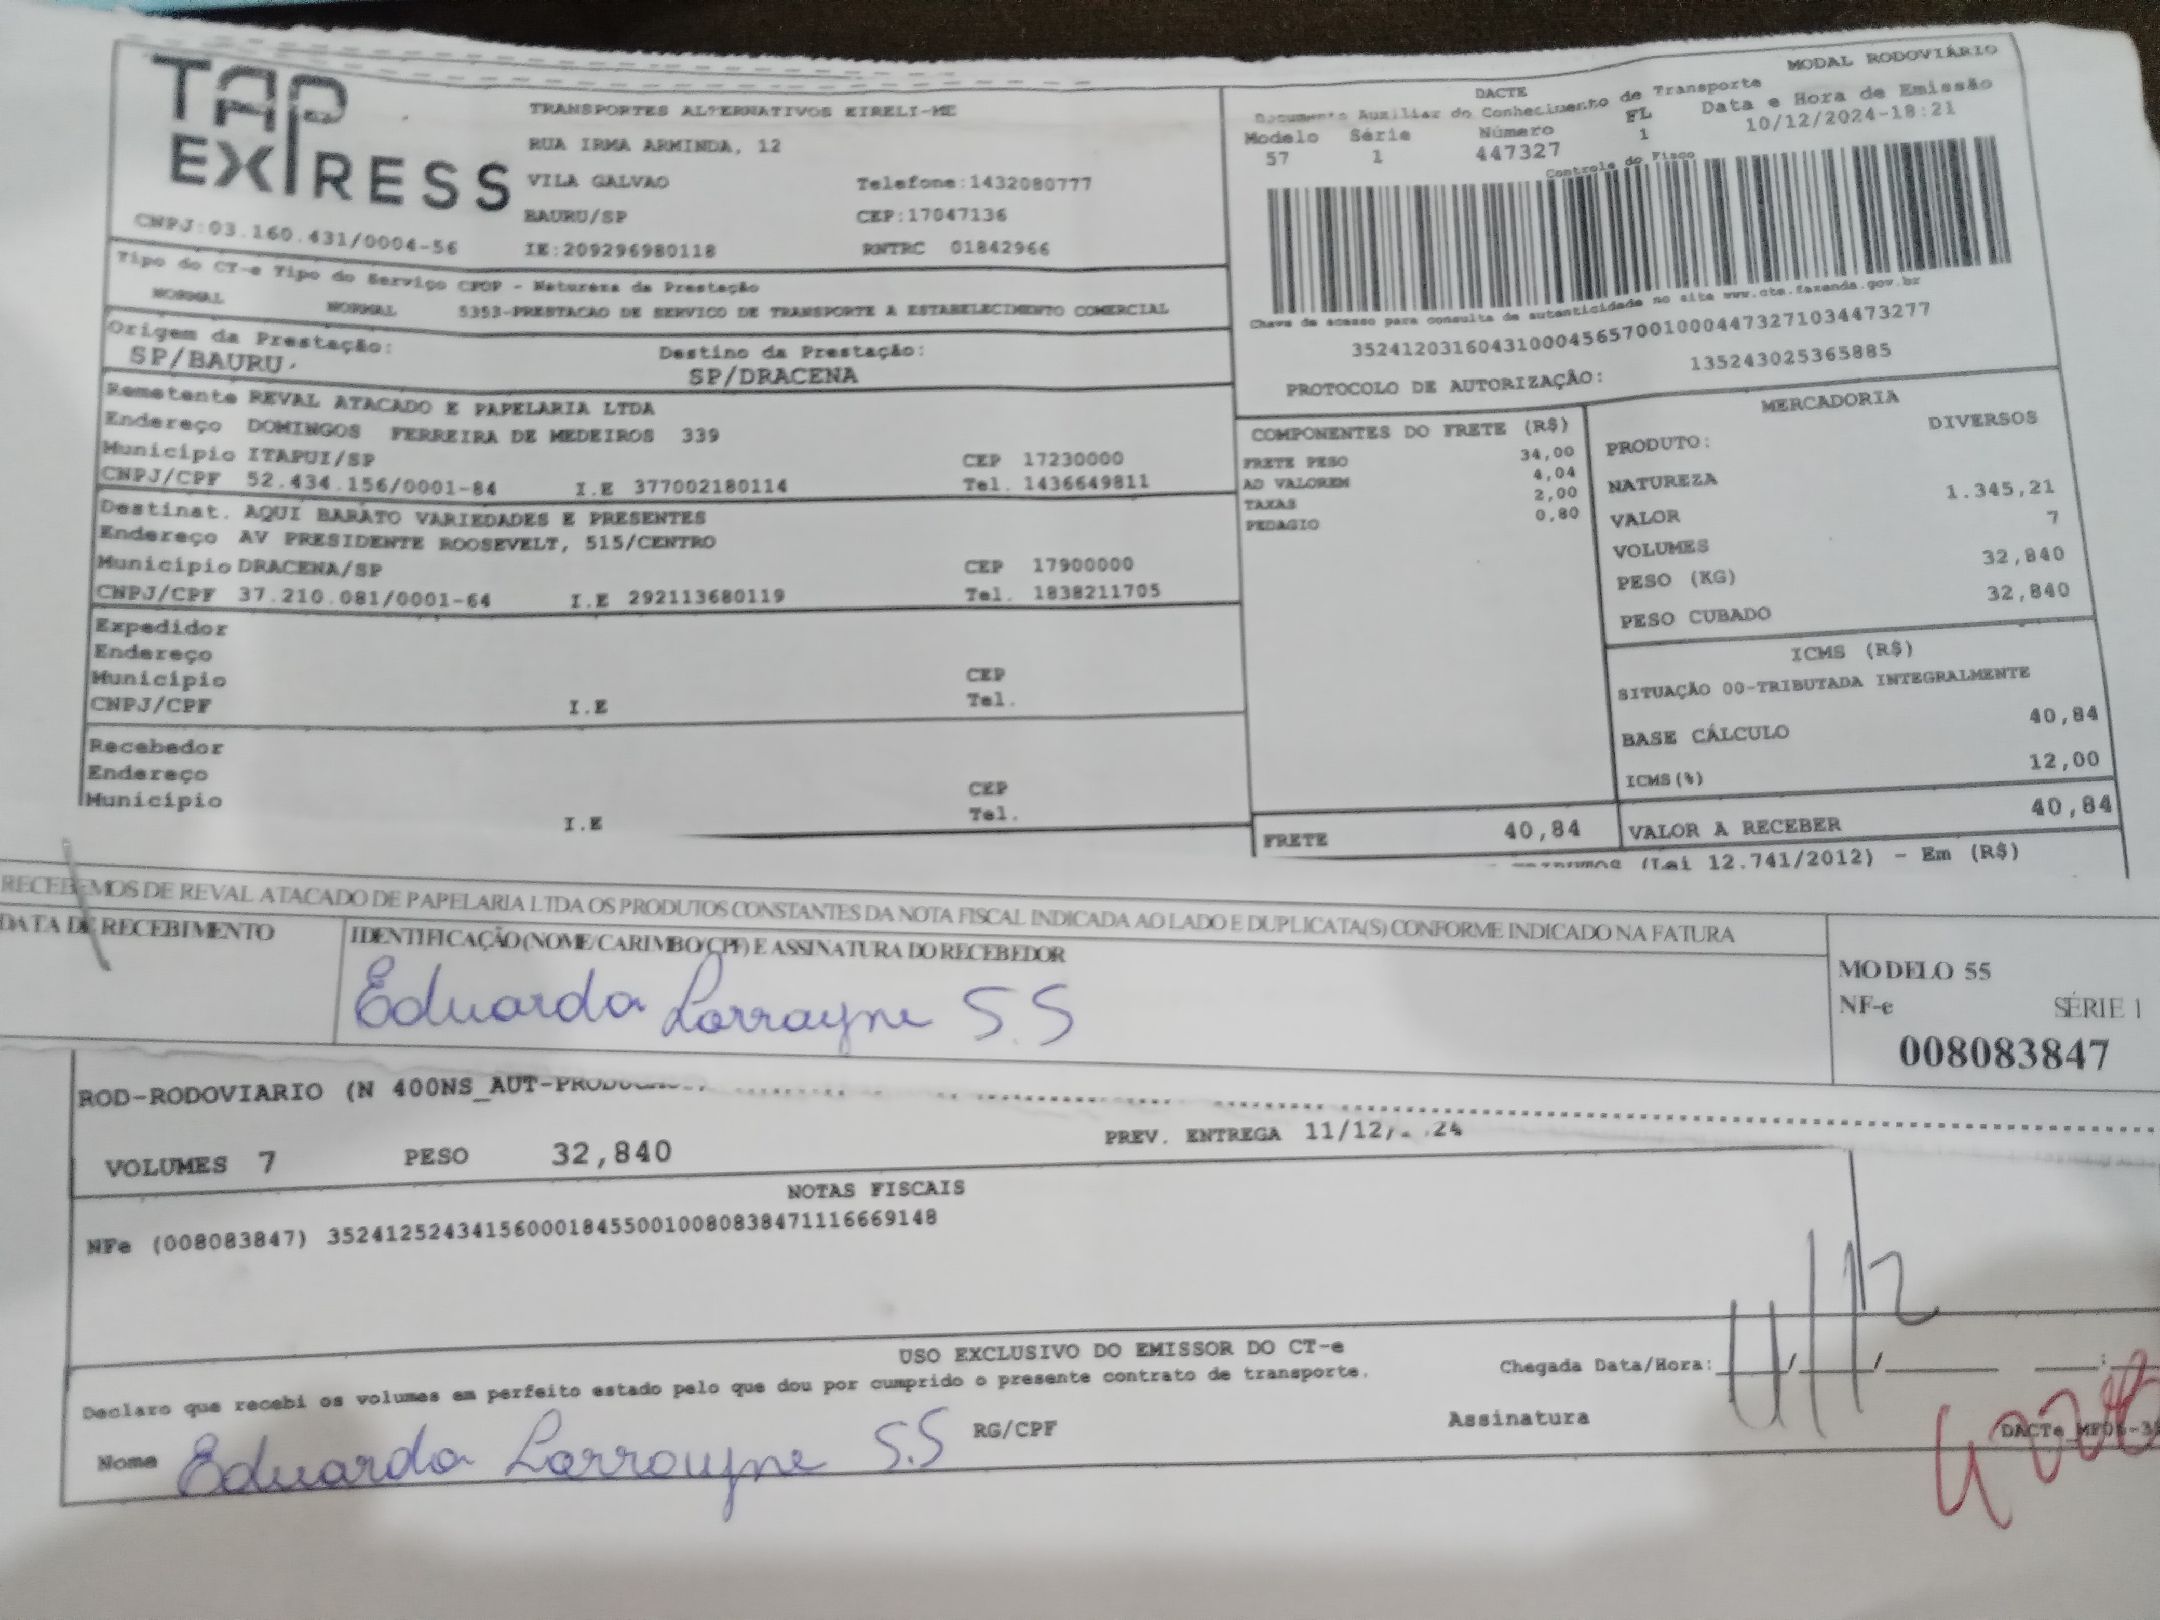 TAP EXPRESS
CNPJ:03.160.431/0004-56
TRANSPORTES ALTERNATIVOS EIRELI-ME
RUA IRMA ARMINDA, 12
VILA GALVAO Telefone:1432080777
BAURU/SP CEP:17047136
IE:209296980118 RNTRC 01842966
MODAL RODOVIÁRIO
DACTE
Documento Auxiliar do Conhecimento de Transporte
Modelo Série Número FL Data e Hora de Emissão
57 1 447327 1 10/12/2024-18:21
Controle do Fisco
Chave de acesso para consulta de autenticidade no site www.cte.fazenda.gov.br
35241203160431000456570010004473271034473277
PROTOCOLO DE AUTORIZAÇÃO: 135243025365885
Tipo do CT-e Tipo do Serviço CFOP - Natureza da Prestação
NORMAL NORMAL 5353-PRESTACAO DE SERVICO DE TRANSPORTE A ESTABELECIMENTO COMERCIAL
Origem da Prestação: Destino da Prestação:
SP/BAURU. SP/DRACENA
Remetente REVAL ATACADO E PAPELARIA LTDA
Endereço DOMINGOS FERREIRA DE MEDEIROS 339
Município ITAPUI/SP CEP 17230000
CNPJ/CPF 52.434.156/0001-84 I.E 377002180114 Tel. 1436649811
Destinat. AQUI BARATO VARIEDADES E PRESENTES
Endereço AV PRESIDENTE ROOSEVELT, 515/CENTRO
Município DRACENA/SP CEP 17900000
CNPJ/CPF 37.210.081/0001-64 I.E 292113680119 Tel. 1838211705
Expedidor
Endereço
Município CEP
CNPJ/CPF I.E Tel.
Recebedor
Endereço
Município CEP
I.E Tel.
COMPONENTES DO FRETE (R$)
FRETE PESO 34,00
AD VALOREM 4,04
TAXAS 2,00
PEDAGIO 0,80
FRETE 40,84
MERCADORIA
PRODUTO: DIVERSOS
NATUREZA
VALOR 1.345,21
VOLUMES 7
PESO (KG) 32,840
PESO CUBADO 32,840
ICMS (R$)
SITUAÇÃO 00-TRIBUTADA INTEGRALMENTE
BASE CÁLCULO 40,84
ICMS(%) 12,00
VALOR A RECEBER 40,84
(Lei 12.741/2012) - Em (R$)
RECEBEMOS DE REVAL ATACADO DE PAPELARIA LTDA OS PRODUTOS CONSTANTES DA NOTA FISCAL INDICADA AO LADO E DUPLICATA(S) CONFORME INDICADO NA FATURA
DATA DE RECEBIMENTO IDENTIFICAÇÃO (NOME/CARIMBO/CPF) E ASSINATURA DO RECEBEDOR
Eduarda Lorrayne S.S
MODELO 55
NF-e SÉRIE 1
008083847
ROD-RODOVIARIO (N 400NS_AUT-PRODUCAO
VOLUMES 7 PESO 32,840 PREV. ENTREGA 11/12/ 24
NOTAS FISCAIS
NFe (008083847) 35241252434156000184550010080838471116669148
USO EXCLUSIVO DO EMISSOR DO CT-e
Declaro que recebi os volumes em perfeito estado pelo que dou por cumprido o presente contrato de transporte.
Chegada Data/Hora: 11/12
Nome Eduarda Lorrayne S.S RG/CPF Assinatura